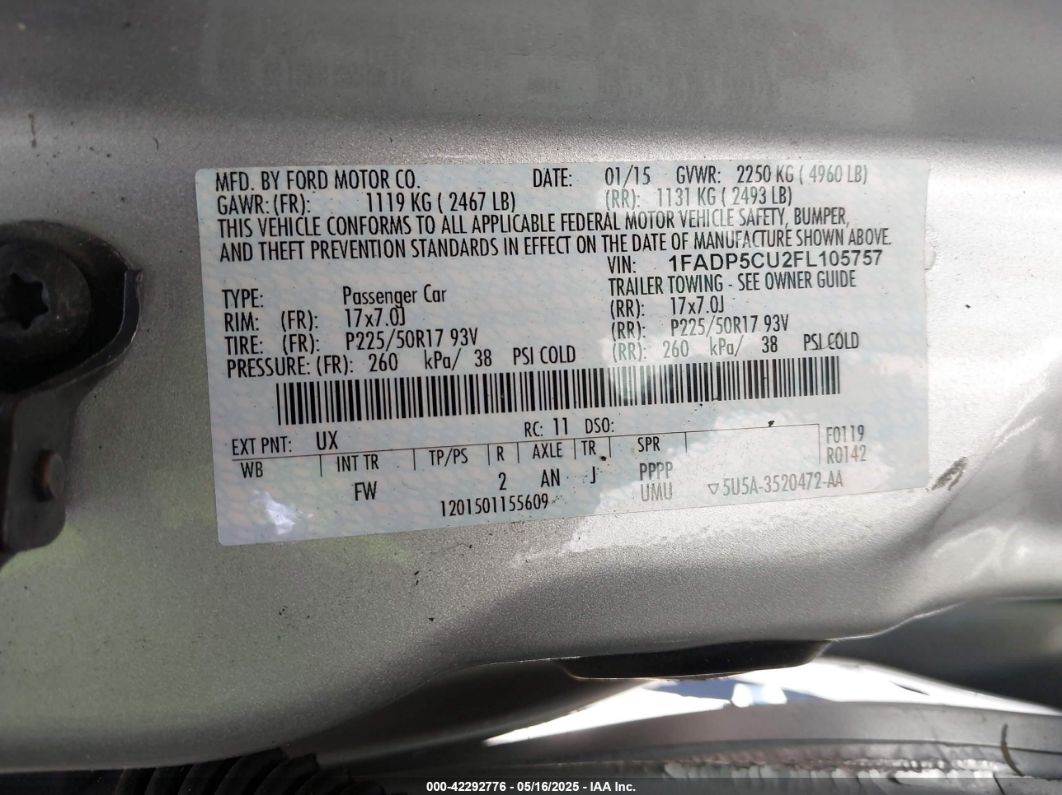 MFD. BY FORD MOTOR CO. DATE: 01/15 GVWR: 2250 KG ( 4960 LB)
GAWR: (FR): 1119 KG ( 2467 LB) (RR): 1131 KG ( 2493 LB)
THIS VEHICLE CONFORMS TO ALL APPLICABLE FEDERAL MOTOR VEHICLE SAFETY, BUMPER,
AND THEFT PREVENTION STANDARDS IN EFFECT ON THE DATE OF MANUFACTURE SHOWN ABOVE.
VIN: 1FADP5CU2FL105757
TYPE: Passenger Car TRAILER TOWING - SEE OWNER GUIDE
RIM: (FR): 17x7.0J (RR): 17x7.0J
TIRE: (FR): P225/50R17 93V (RR): P225/50R17 93V
PRESSURE: (FR): 260 kPa/ 38 PSI COLD (RR): 260 kPa/ 38 PSI COLD
EXT PNT: UX RC: 11 DSO:
WB INT TR TP/PS R AXLE TR SPR F0119
FW 2 AN J PPPP R0142
UMU ▽5U5A-3520472-AA
1201501155609
000-42292776 - 05/16/2025 - IAA Inc.